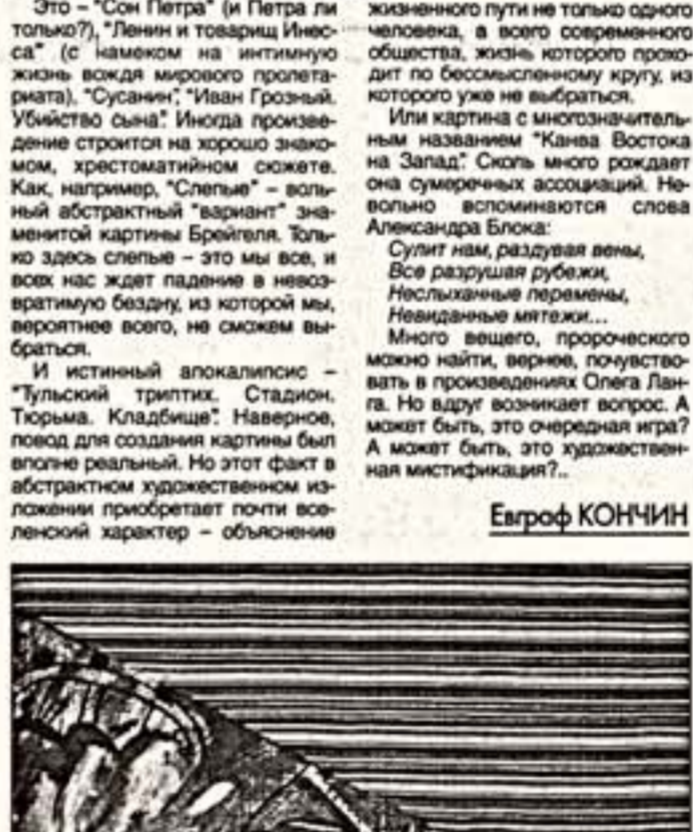 Это – "Сон Петра" (и Петра ли
только?), "Ленин и товарищ Инес-
са" (с намеком на интимную
жизнь вождя мирового пролета-
риата), "Сусанин", "Иван Грозный.
Убийство сына". Иногда произве-
дение строится на хорошо знако-
мом, хрестоматийном сюжете.
Как, например, "Слепые" – воль-
ный абстрактный "вариант" зна-
менитой картины Брейгеля. Толь-
ко здесь слепые – это мы все, и
всех нас ждет падение в невоз-
вратимую бездну, из которой мы,
вероятнее всего, не сможем вы-
браться.
И истинный апокалипсис –
"Тульский триптих. Стадион.
Тюрьма. Кладбище". Наверное,
повод для создания картины был
вполне реальный. Но этот факт в
абстрактном художественном из-
ложении приобретает почти все-
ленский характер – объяснение
жизненного пути не только одного
человека, а всего современного
общества, жизнь которого прохо-
дит по бессмысленному кругу, из
которого уже не выбраться.
Или картина с многозначитель-
ным названием "Канва Востока
на Запад". Сколь много рождает
она сумеречных ассоциаций. Не-
вольно вспоминаются слова
Александра Блока:
Сулит нам, раздувая вены,
Все разрушая рубежи,
Неслыханные перемены,
Невиданные мятежи...
Много вещего, пророческого
можно найти, вернее, почувство-
вать в произведениях Олега Лан-
га. Но вдруг возникает вопрос. А
может быть, это очередная игра?
А может быть, это художествен-
ная мистификация?..
Евграф КОНЧИН